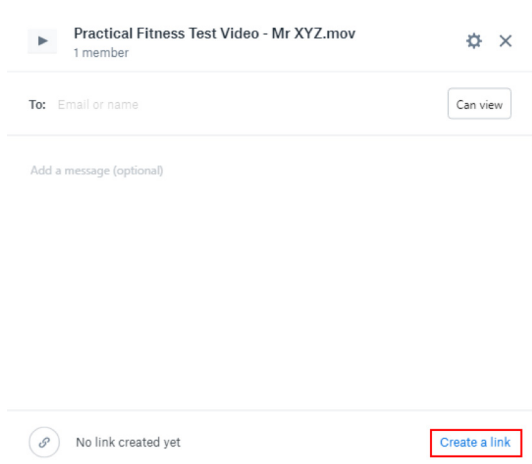 Practical Fitness Test Video - Mr XYZ.mov
1 member
To: Email or name
Can view
Add a message (optional)
No link created yet
Create a link